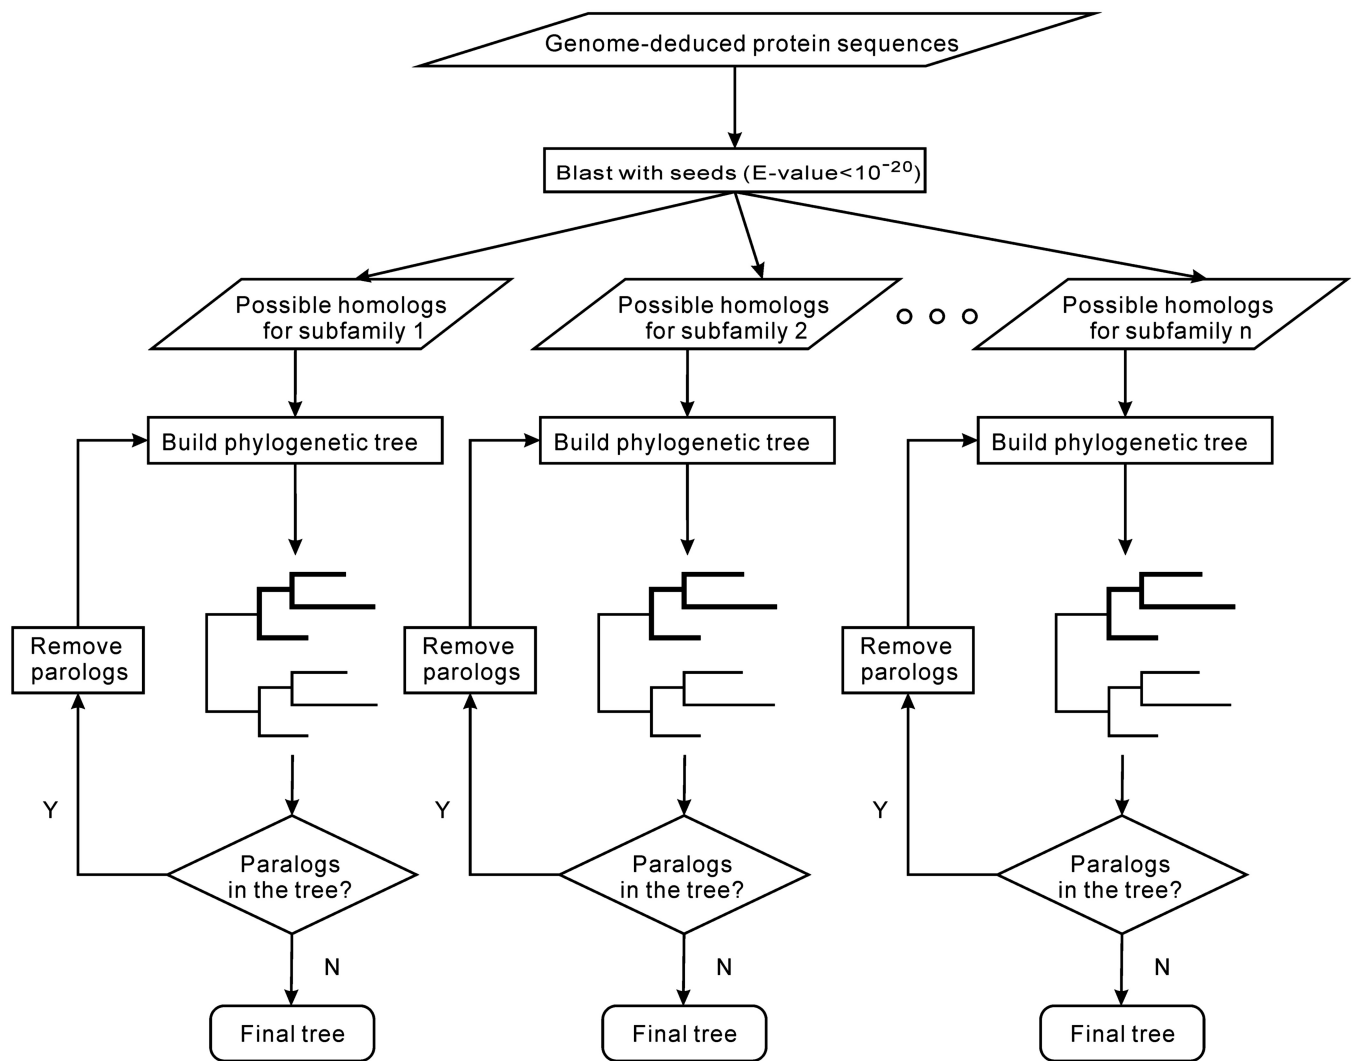 Genome-deduced protein sequences
Blast with seeds (E-value<10⁻²⁰)
Possible homologs
for subfamily 1
Possible homologs
for subfamily 2
Possible homologs
for subfamily n
Build phylogenetic tree
Build phylogenetic tree
Build phylogenetic tree
Remove
parologs
Remove
parologs
Remove
parologs
Y
Y
Y
Paralogs
in the tree?
Paralogs
in the tree?
Paralogs
in the tree?
N
N
N
Final tree
Final tree
Final tree